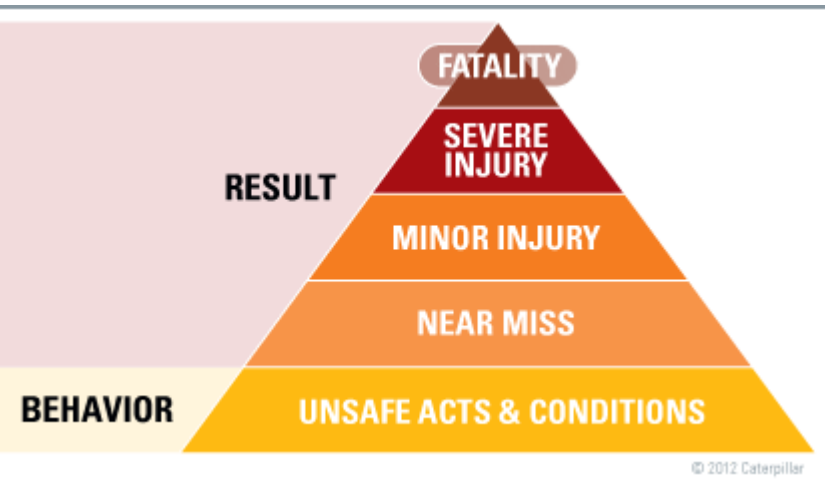 FATALITY
SEVERE
INJURY
RESULT
MINOR INJURY
NEAR MISS
BEHAVIOR
UNSAFE ACTS & CONDITIONS
© 2012 Caterpillar